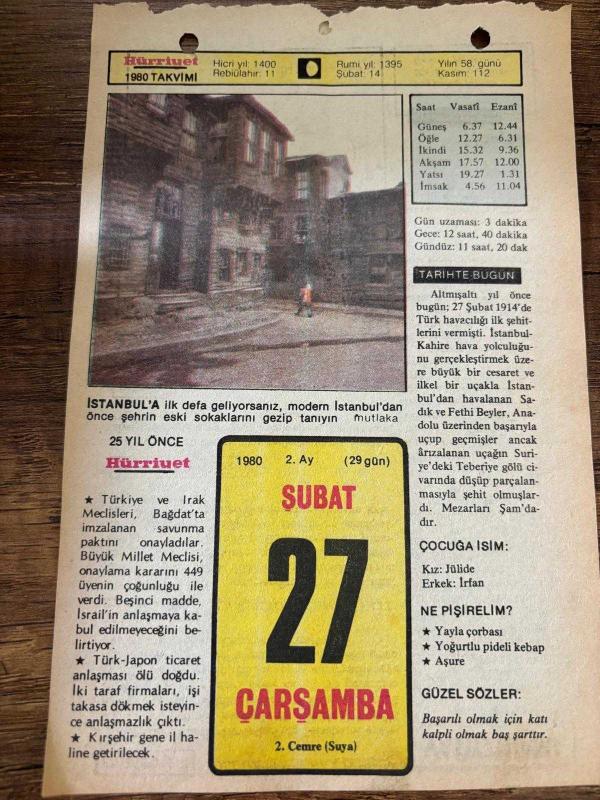 Hürriyet
1980 TAKVİMİ
Hicri yıl: 1400
Rebiülahir: 11
Rumi yıl: 1395
Şubat: 14
Yılın 58. günü
Kasım: 112
Saat Vasatî Ezanî
Güneş 6.37 12.44
Öğle 12.27 6.31
İkindi 15.32 9.36
Akşam 17.57 12.00
Yatsı 19.27 1.31
İmsak 4.56 11.04
Gün uzaması: 3 dakika
Gece: 12 saat, 40 dakika
Gündüz: 11 saat, 20 dak
TARİHTE BUGÜN
Altmışaltı yıl önce
bugün; 27 Şubat 1914'de
Türk havacılığı ilk şehit-
lerini vermişti. İstanbul-
Kahire hava yolculuğu-
nu gerçekleştirmek üze-
re büyük bir cesaret ve
ilkel bir uçakla İstan-
bul'dan havalanan Sa-
dık ve Fethi Beyler, Ana-
dolu üzerinden başarıyla
uçup geçmişler ancak
ârızalanan uçağın Suri-
ye'deki Teberiye gölü ci-
varında düşüp parçalan-
masıyla şehit olmuşlar-
dı. Mezarları Şam'da-
dır.
ÇOCUĞA İSİM:
Kız: Jülide
Erkek: İrfan
NE PİŞİRELİM?
★ Yayla çorbası
★ Yoğurtlu pideli kebap
★ Aşure
GÜZEL SÖZLER:
Başarılı olmak için katı
kalpli olmak baş şarttır.
İSTANBUL'A ilk defa geliyorsanız, modern İstanbul'dan
önce şehrin eski sokaklarını gezip tanıyın mutlaka
25 YIL ÖNCE
Hürriyet
★ Türkiye ve Irak
Meclisleri, Bağdat'ta
imzalanan savunma
paktını onayladılar.
Büyük Millet Meclisi,
onaylama kararını 449
üyenin çoğunluğu ile
verdi. Beşinci madde,
İsrail'in anlaşmaya ka-
bul edilmeyeceğini be-
lirtiyor.
★ Türk-Japon ticaret
anlaşması ölü doğdu.
İki taraf firmaları, işi
takasa dökmek isteyin-
ce anlaşmazlık çıktı.
★ Kırşehir gene il ha-
line getirilecek.
1980 2. Ay (29 gün)
ŞUBAT
27
ÇARŞAMBA
2. Cemre (Suya)